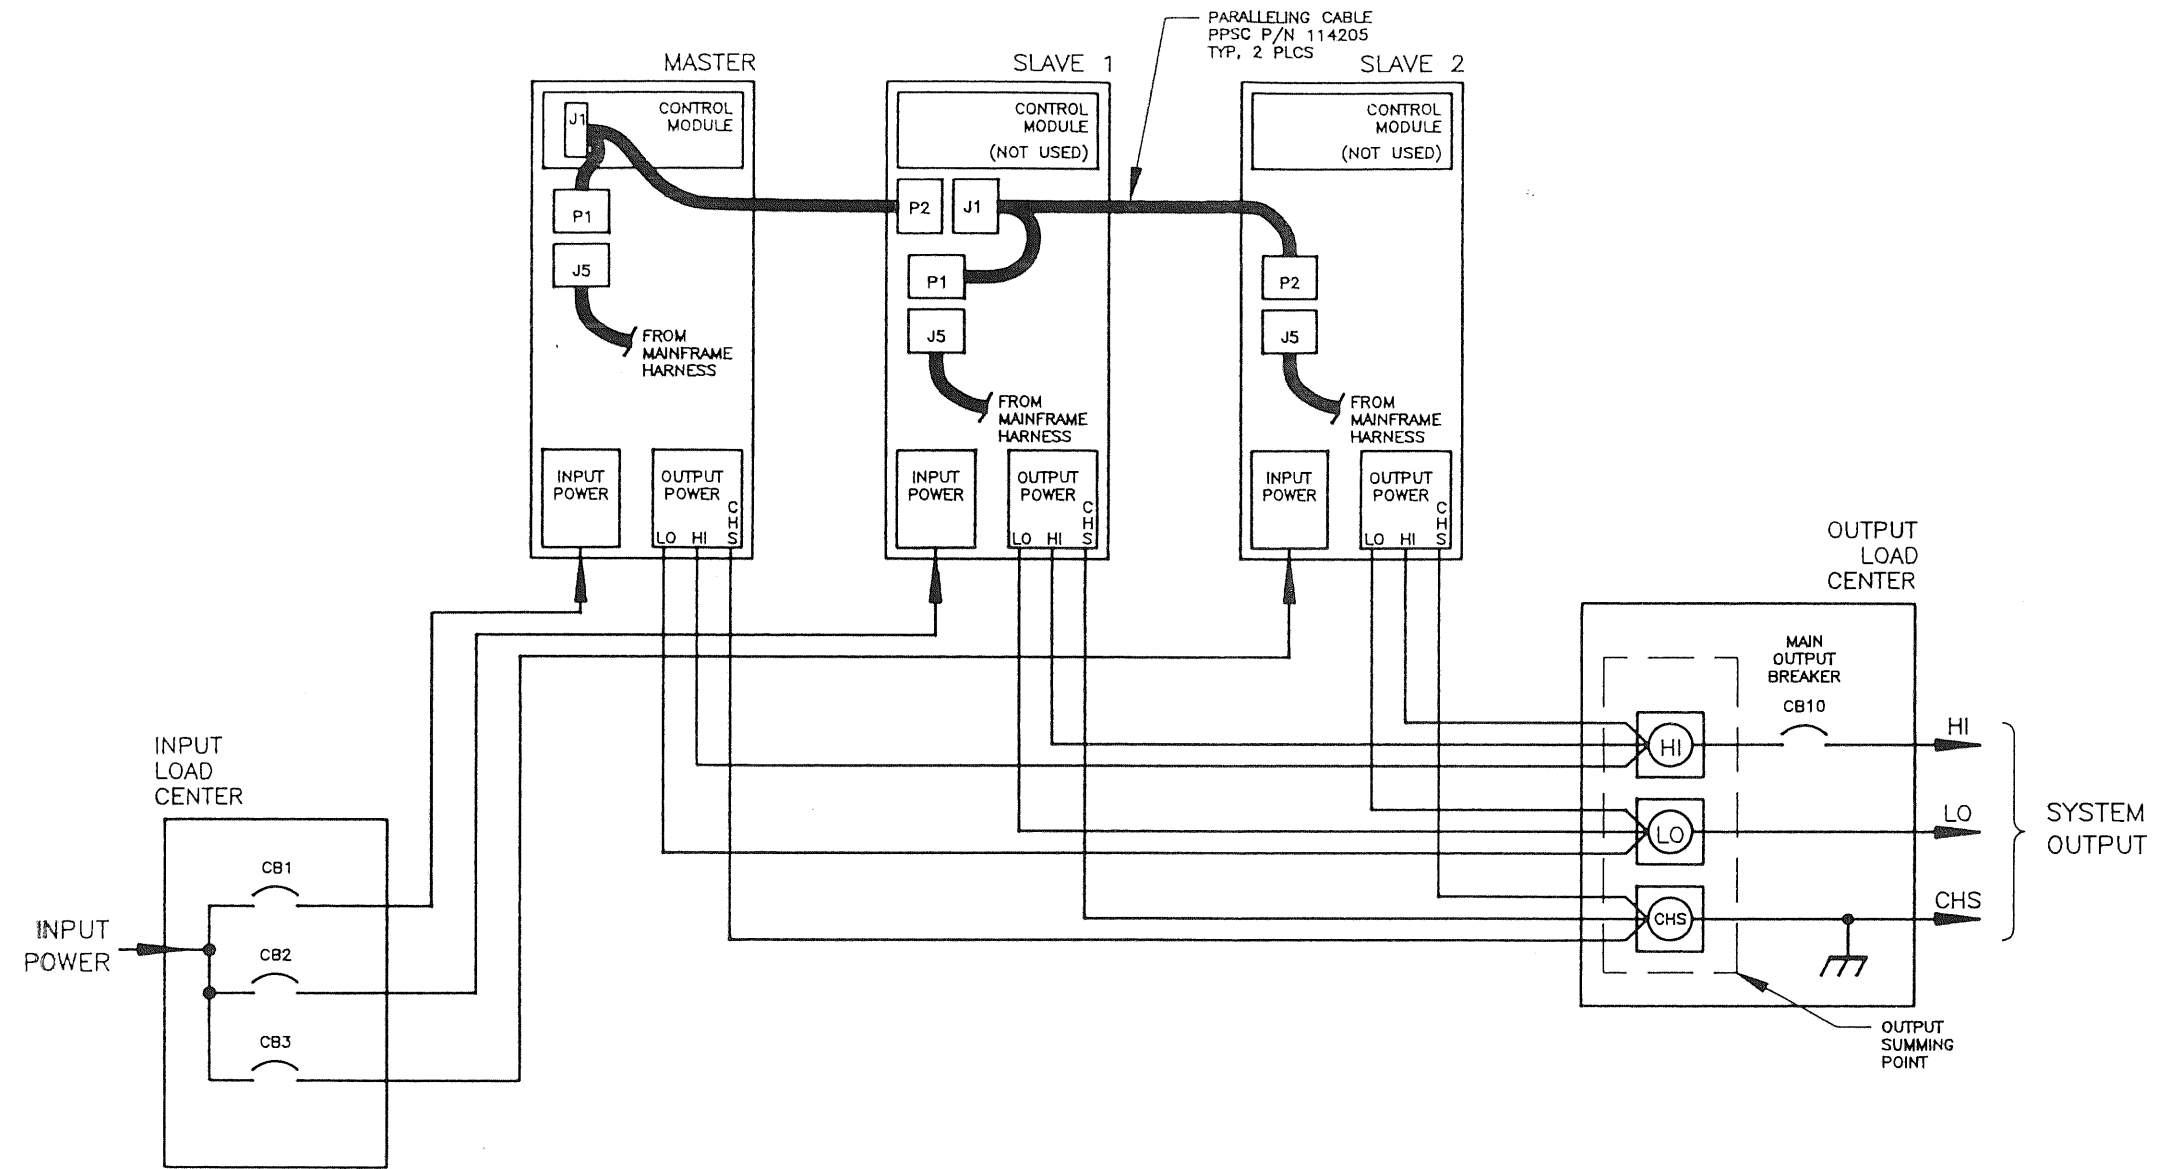 PARALLELING CABLE
PPSC P/N 114205
TYP, 2 PLCS
MASTER
CONTROL
MODULE
J1
P1
J5
FROM
MAINFRAME
HARNESS
INPUT
POWER
OUTPUT
POWER
CHS
LO HI
SLAVE 1
CONTROL
MODULE
(NOT USED)
P2 J1
P1
J5
FROM
MAINFRAME
HARNESS
INPUT
POWER
OUTPUT
POWER
CHS
LO HI
SLAVE 2
CONTROL
MODULE
(NOT USED)
P2
J5
FROM
MAINFRAME
HARNESS
INPUT
POWER
OUTPUT
POWER
CHS
LO HI
OUTPUT
LOAD
CENTER
MAIN
OUTPUT
BREAKER
CB10
HI
HI
LO
LO
CHS
CHS
SYSTEM
OUTPUT
OUTPUT
SUMMING
POINT
INPUT
LOAD
CENTER
CB1
CB2
CB3
INPUT
POWER